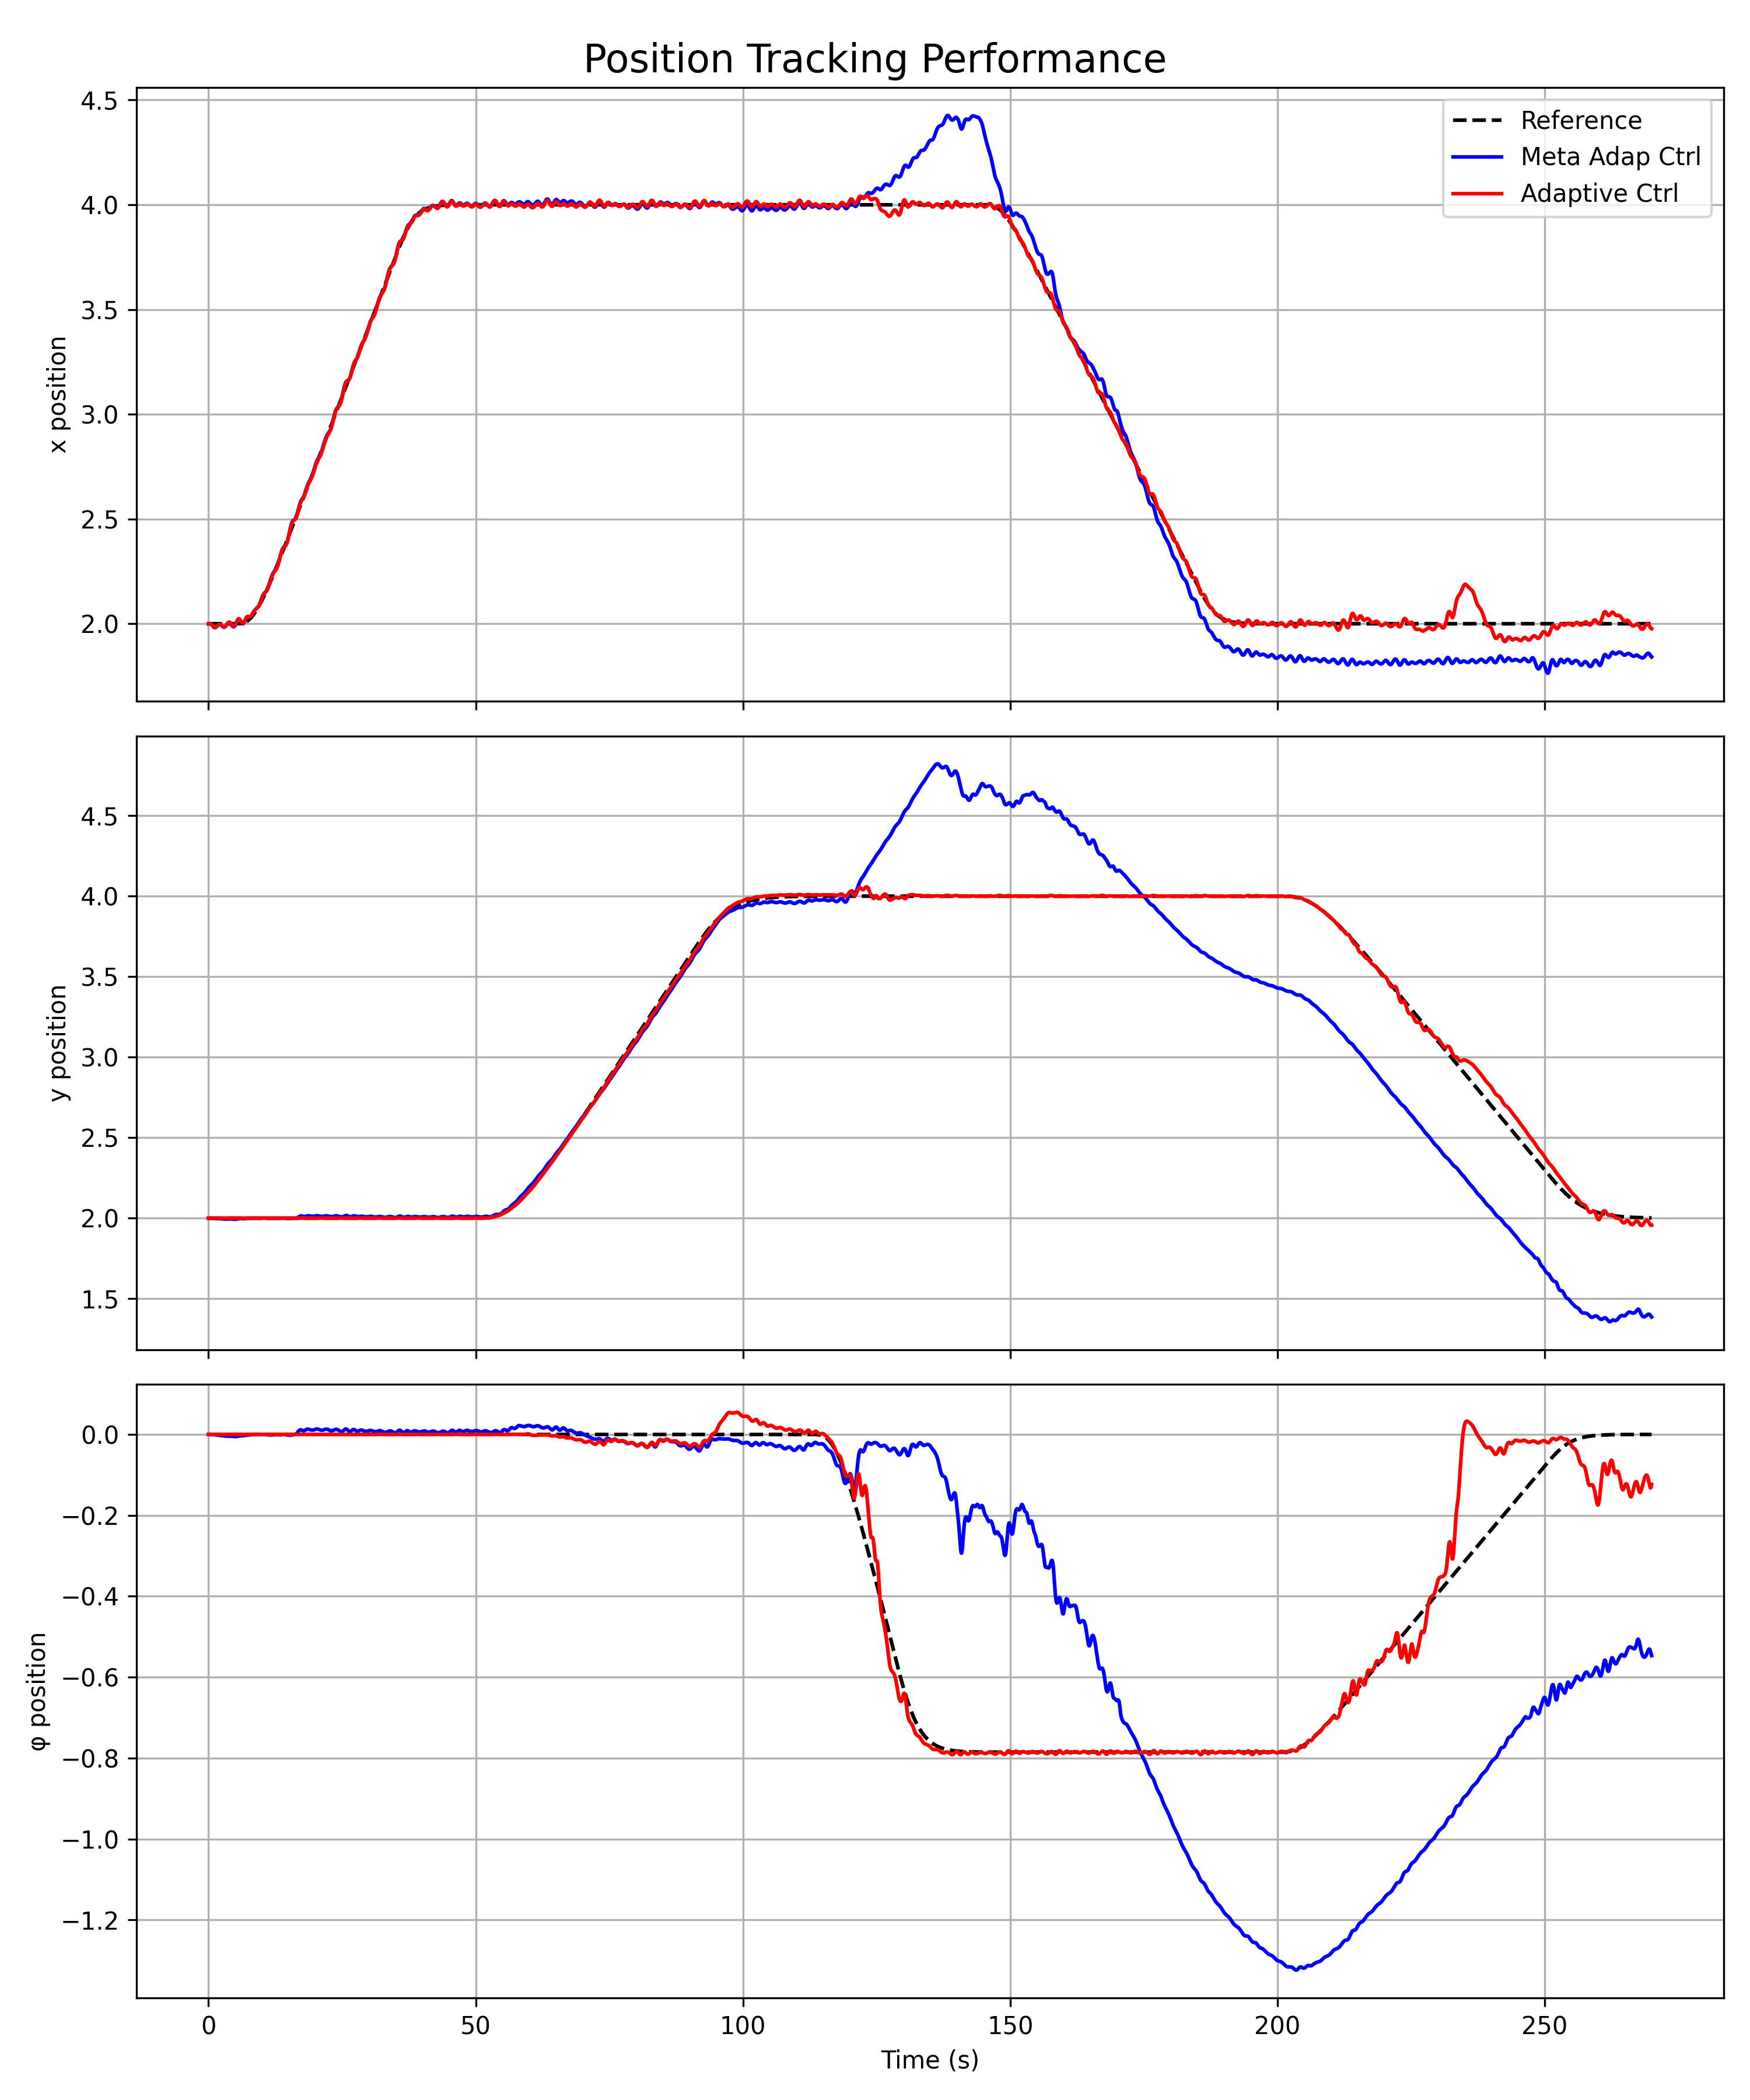 Position Tracking Performance
4.5
4.0
3.5
3.0
2.5
2.0
x position
Reference
Meta Adap Ctrl
Adaptive Ctrl
4.5
4.0
3.5
3.0
2.5
2.0
1.5
y position
0.0
−0.2
−0.4
−0.6
−0.8
−1.0
−1.2
φ position
0 50 100 150 200 250
Time (s)